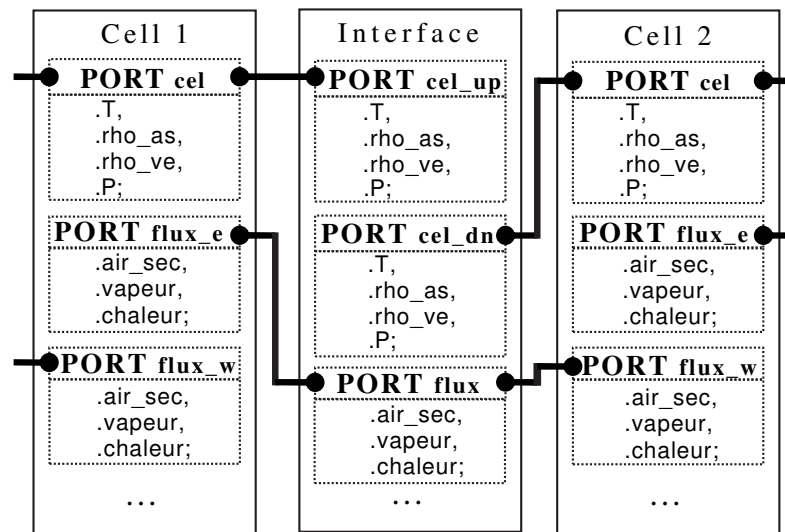 Cell 1
PORT cel
.T,
.rho_as,
.rho_ve,
.P;
PORT flux_e
.air_sec,
.vapeur,
.chaleur;
PORT flux_w
.air_sec,
.vapeur,
.chaleur;
...
Interface
PORT cel_up
.T,
.rho_as,
.rho_ve,
.P;
PORT cel_dn
.T,
.rho_as,
.rho_ve,
.P;
PORT flux
.air_sec,
.vapeur,
.chaleur;
...
Cell 2
PORT cel
.T,
.rho_as,
.rho_ve,
.P;
PORT flux_e
.air_sec,
.vapeur,
.chaleur;
PORT flux_w
.air_sec,
.vapeur,
.chaleur;
...